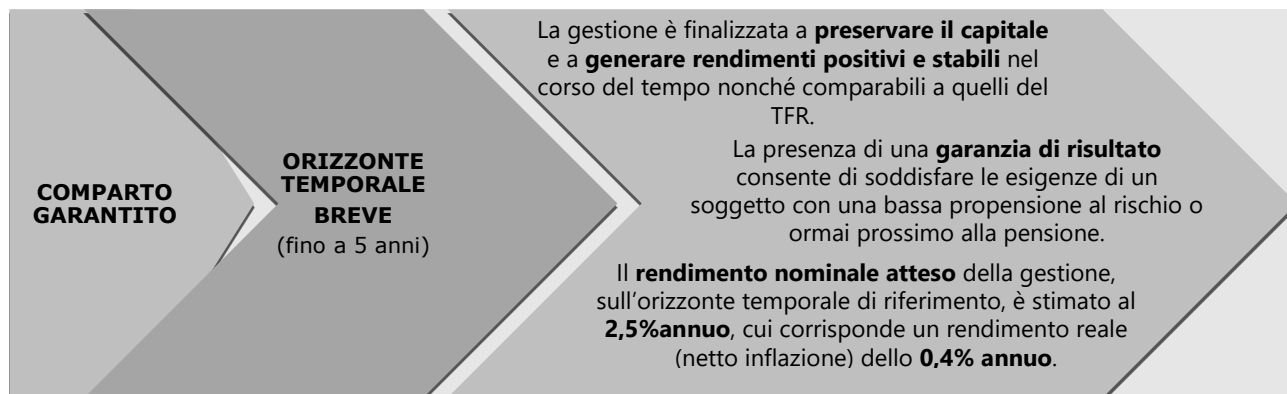 COMPARTO
GARANTITO
ORIZZONTE
TEMPORALE
BREVE
(fino a 5 anni)
La gestione è finalizzata a preservare il capitale
e a generare rendimenti positivi e stabili nel
corso del tempo nonché comparabili a quelli del
TFR.
La presenza di una garanzia di risultato
consente di soddisfare le esigenze di un
soggetto con una bassa propensione al rischio o
ormai prossimo alla pensione.
Il rendimento nominale atteso della gestione,
sull'orizzonte temporale di riferimento, è stimato al
2,5%annuo, cui corrisponde un rendimento reale
(netto inflazione) dello 0,4% annuo.